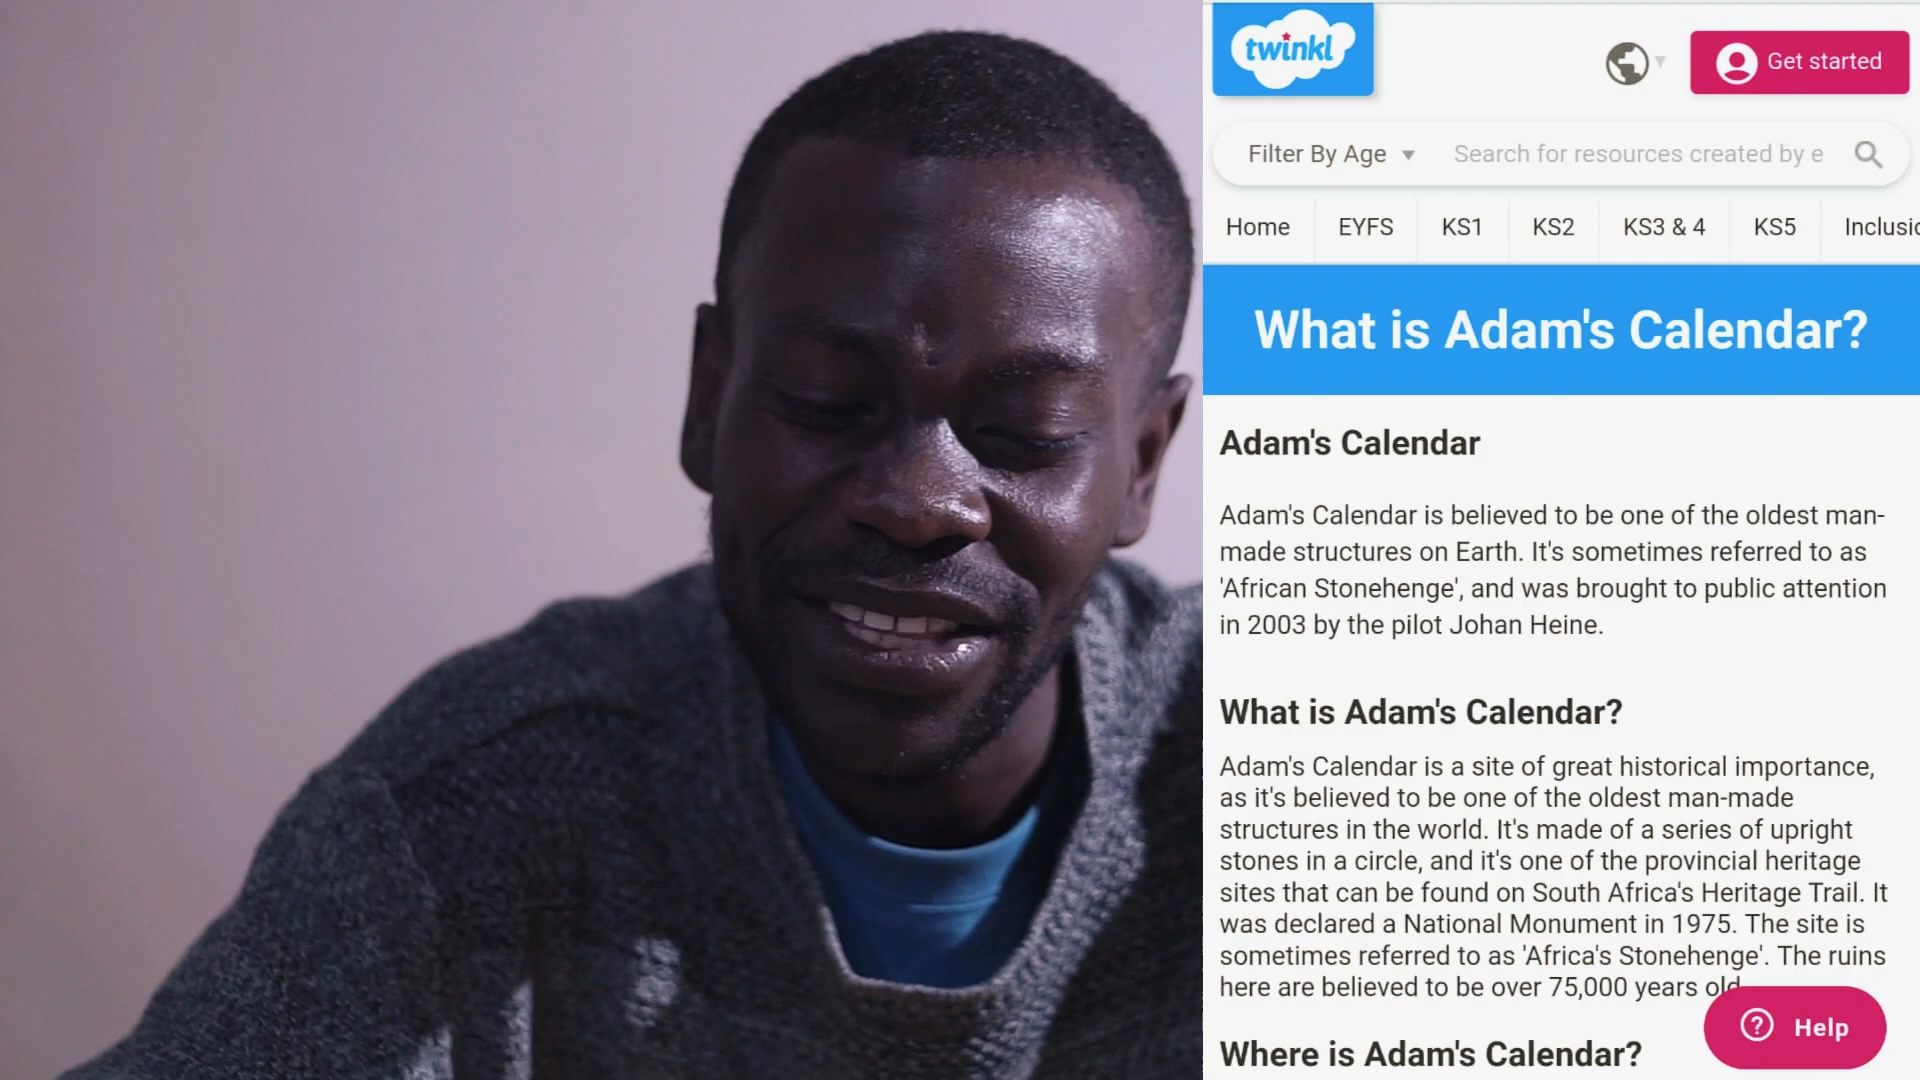 twinkl
Get started
Filter By Age
Search for resources created by e
Home
EYFS
KS1
KS2
KS3 & 4
KS5
Inclusio
What is Adam's Calendar?
Adam's Calendar
Adam's Calendar is believed to be one of the oldest man-
made structures on Earth. It's sometimes referred to as
'African Stonehenge', and was brought to public attention
in 2003 by the pilot Johan Heine.
What is Adam's Calendar?
Adam's Calendar is a site of great historical importance,
as it's believed to be one of the oldest man-made
structures in the world. It's made of a series of upright
stones in a circle, and it's one of the provincial heritage
sites that can be found on South Africa's Heritage Trail. It
was declared a National Monument in 1975. The site is
sometimes referred to as 'Africa's Stonehenge'. The ruins
here are believed to be over 75,000 years old
Help
Where is Adam's Calendar?